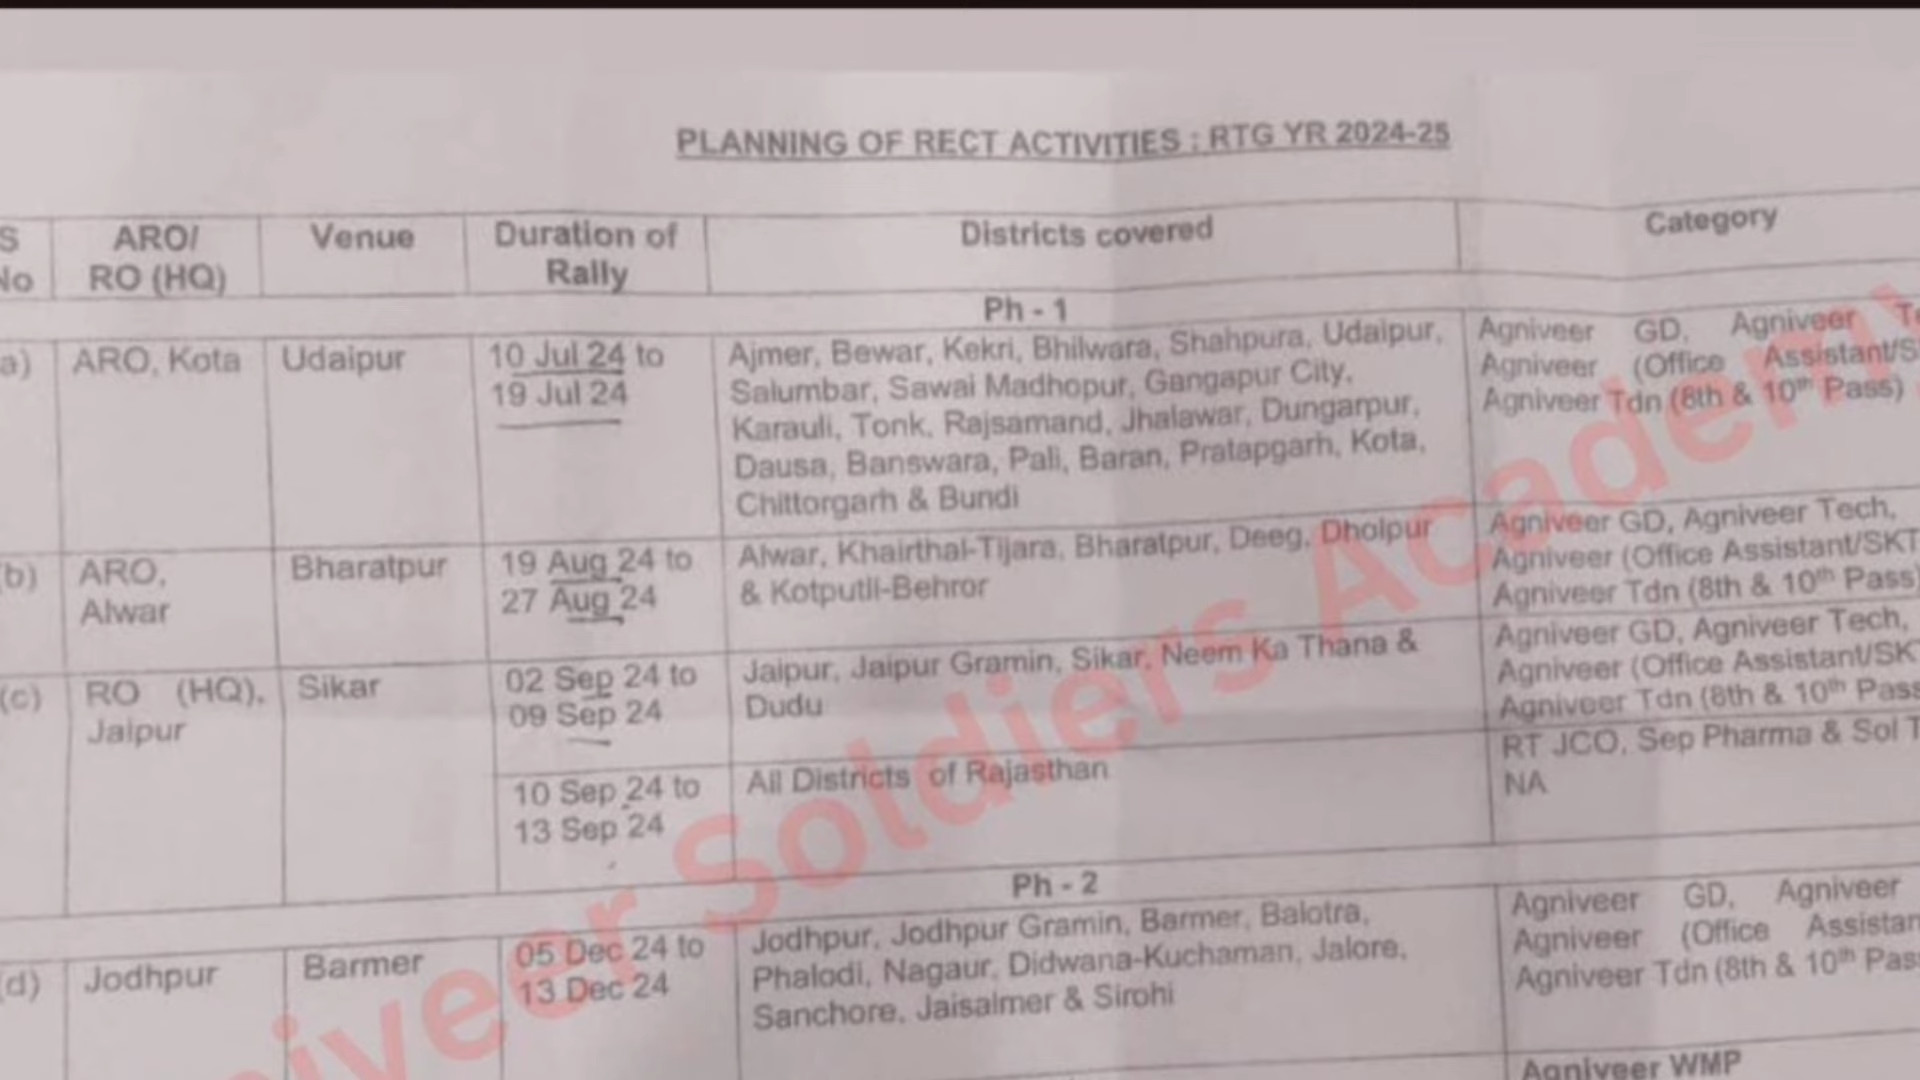 PLANNING OF RECT ACTIVITIES : RTG YR 2024-25
S No
ARO/ RO (HQ)
Venue
Duration of Rally
Districts covered
Category
Ph - 1
a)
ARO, Kota
Udaipur
10 Jul 24 to
19 Jul 24
Ajmer, Bewar, Kekri, Bhilwara, Shahpura, Udaipur,
Salumbar, Sawai Madhopur, Gangapur City,
Karauli, Tonk, Rajsamand, Jhalawar, Dungarpur,
Dausa, Banswara, Pali, Baran, Pratapgarh, Kota,
Chittorgarh & Bundi
Agniveer GD, Agniveer Te
Agniveer (Office Assistant/S
Agniveer Tdn (8th & 10th Pass)
b)
ARO,
Alwar
Bharatpur
19 Aug 24 to
27 Aug 24
Alwar, Khairthal-Tijara, Bharatpur, Deeg, Dholpur
& Kotputli-Behror
Agniveer GD, Agniveer Tech,
Agniveer (Office Assistant/SKT
Agniveer Tdn (8th & 10th Pass)
(c)
RO (HQ),
Jaipur
Sikar
02 Sep 24 to
09 Sep 24
Jaipur, Jaipur Gramin, Sikar, Neem Ka Thana &
Dudu
Agniveer GD, Agniveer Tech,
Agniveer (Office Assistant/SKT
Agniveer Tdn (8th & 10th Pass
10 Sep 24 to
13 Sep 24
All Districts of Rajasthan
RT JCO, Sep Pharma & Sol T
NA
Ph - 2
d)
Jodhpur
Barmer
05 Dec 24 to
13 Dec 24
Jodhpur, Jodhpur Gramin, Barmer, Balotra,
Phalodi, Nagaur, Didwana-Kuchaman, Jalore,
Sanchore, Jaisalmer & Sirohi
Agniveer GD, Agniveer
Agniveer (Office Assistan
Agniveer Tdn (8th & 10th Pass
Agniveer WMP
niveer Soldiers Academy